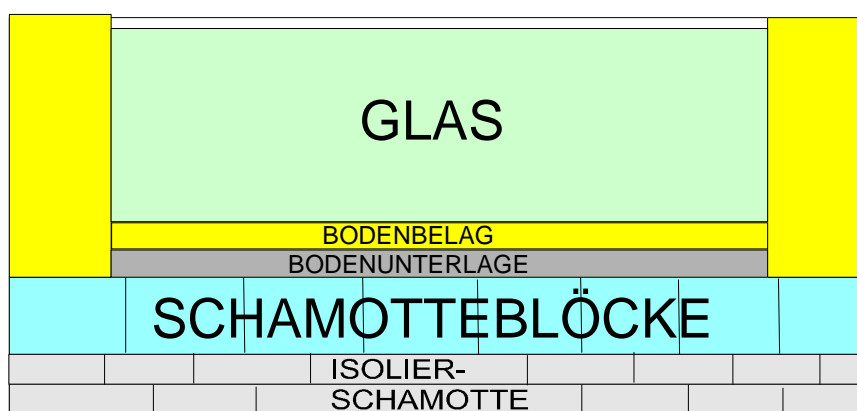 GLAS
BODENBELAG
BODENUNTERLAGE
SCHAMOTTEBLÖCKE
ISOLIER-
SCHAMOTTE